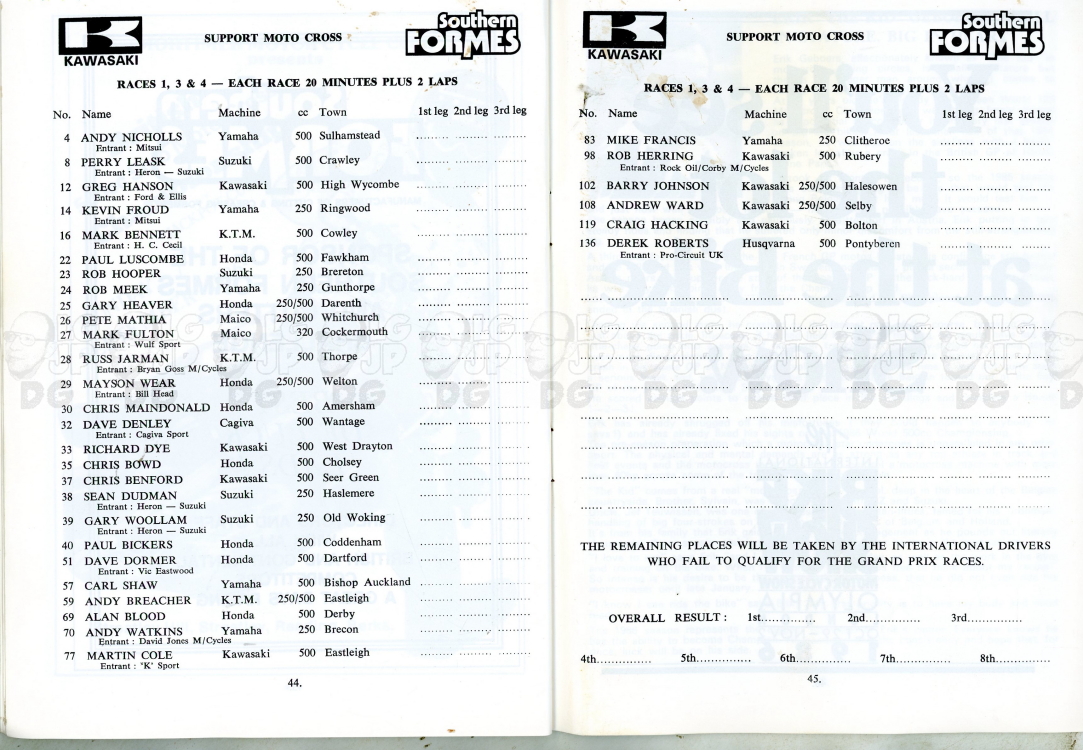 KAWASAKI
SUPPORT MOTO CROSS
Southern
FORMES
RACES 1, 3 & 4 — EACH RACE 20 MINUTES PLUS 2 LAPS
No. Name Machine cc Town 1st leg 2nd leg 3rd leg
4 ANDY NICHOLLS Yamaha 500 Sulhamstead ......... ......... .........
Entrant : Mitsui
8 PERRY LEASK Suzuki 500 Crawley ......... ......... .........
Entrant : Heron — Suzuki
12 GREG HANSON Kawasaki 500 High Wycombe ......... ......... .........
Entrant : Ford & Ellis
14 KEVIN FROUD Yamaha 250 Ringwood ......... ......... .........
Entrant : Mitsui
16 MARK BENNETT K.T.M. 500 Cowley ......... ......... .........
Entrant : H. C. Cecil
22 PAUL LUSCOMBE Honda 500 Fawkham ......... ......... .........
23 ROB HOOPER Suzuki 250 Brereton ......... ......... .........
24 ROB MEEK Yamaha 250 Gunthorpe ......... ......... .........
25 GARY HEAVER Honda 250/500 Darenth ......... ......... .........
26 PETE MATHIA Maico 250/500 Whitchurch ......... ......... .........
27 MARK FULTON Maico 320 Cockermouth ......... ......... .........
Entrant : Wulf Sport
28 RUSS JARMAN K.T.M. 500 Thorpe ......... ......... .........
Entrant : Bryan Goss M/Cycles
29 MAYSON WEAR Honda 250/500 Welton ......... ......... .........
Entrant : Bill Head
30 CHRIS MAINDONALD Honda 500 Amersham ......... ......... .........
32 DAVE DENLEY Cagiva 500 Wantage ......... ......... .........
Entrant : Cagiva Sport
33 RICHARD DYE Kawasaki 500 West Drayton ......... ......... .........
35 CHRIS BOWD Honda 500 Cholsey ......... ......... .........
37 CHRIS BENFORD Kawasaki 500 Seer Green ......... ......... .........
38 SEAN DUDMAN Suzuki 250 Haslemere ......... ......... .........
Entrant : Heron — Suzuki
39 GARY WOOLLAM Suzuki 250 Old Woking ......... ......... .........
Entrant : Heron — Suzuki
40 PAUL BICKERS Honda 500 Coddenham ......... ......... .........
51 DAVE DORMER Honda 500 Dartford ......... ......... .........
Entrant : Vic Eastwood
57 CARL SHAW Yamaha 500 Bishop Auckland ......... ......... .........
59 ANDY BREACHER K.T.M. 250/500 Eastleigh ......... ......... .........
69 ALAN BLOOD Honda 500 Derby ......... ......... .........
70 ANDY WATKINS Yamaha 250 Brecon ......... ......... .........
Entrant : David Jones M/Cycles
77 MARTIN COLE Kawasaki 500 Eastleigh ......... ......... .........
Entrant : 'K' Sport
44.
KAWASAKI
SUPPORT MOTO CROSS
Southern
FORMES
RACES 1, 3 & 4 — EACH RACE 20 MINUTES PLUS 2 LAPS
No. Name Machine cc Town 1st leg 2nd leg 3rd leg
83 MIKE FRANCIS Yamaha 250 Clitheroe ......... ......... .........
98 ROB HERRING Kawasaki 500 Rubery ......... ......... .........
Entrant : Rock Oil/Corby M/Cycles
102 BARRY JOHNSON Kawasaki 250/500 Halesowen ......... ......... .........
108 ANDREW WARD Kawasaki 250/500 Selby ......... ......... .........
119 CRAIG HACKING Kawasaki 500 Bolton ......... ......... .........
136 DEREK ROBERTS Husqvarna 500 Pontyberen ......... ......... .........
Entrant : Pro-Circuit UK
THE REMAINING PLACES WILL BE TAKEN BY THE INTERNATIONAL DRIVERS
WHO FAIL TO QUALIFY FOR THE GRAND PRIX RACES.
OVERALL RESULT : 1st.............. 2nd.............. 3rd..............
4th.............. 5th.............. 6th.............. 7th.............. 8th..............
45.